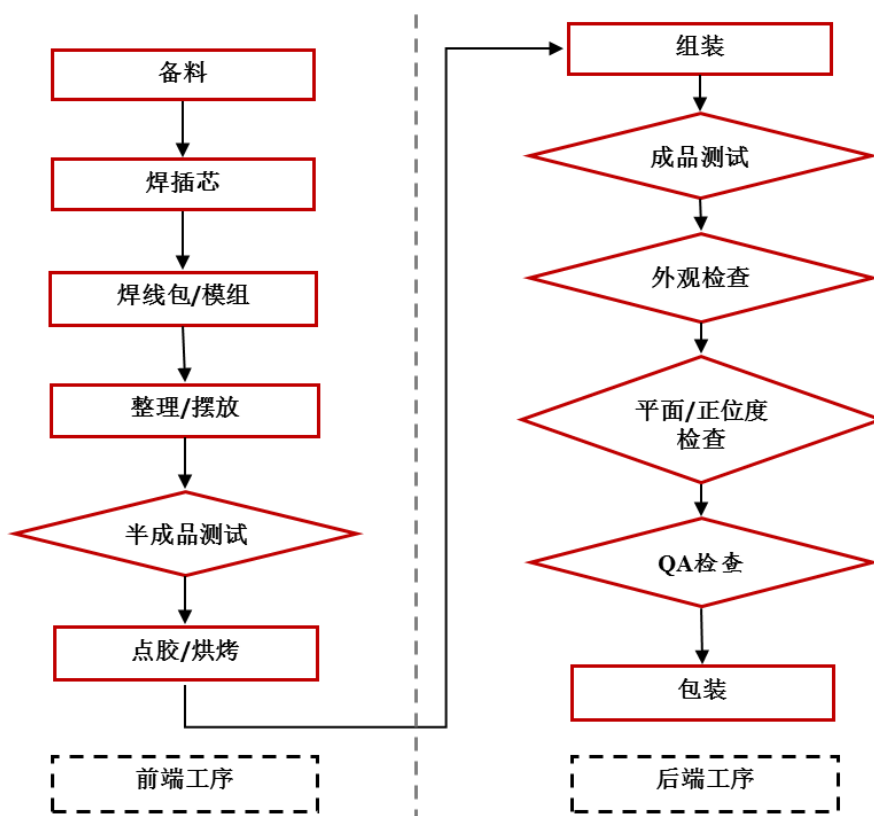 备料
焊插芯
焊线包/模组
整理/摆放
半成品测试
点胶/烘烤
前端工序
组装
成品测试
外观检查
平面/正位度
检查
QA检查
包装
后端工序